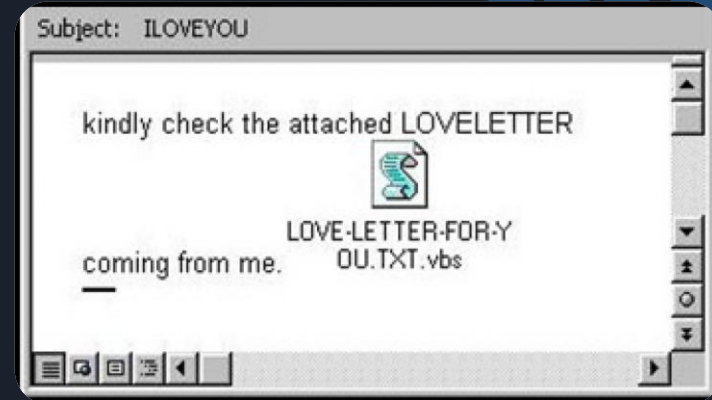 Subject: ILOVEYOU
kindly check the attached LOVELETTER
LOVE-LETTER-FOR-Y
OU.TXT.vbs
coming from me.